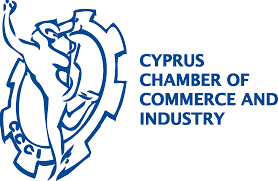 CYPRUS
CHAMBER OF
COMMERCE AND
INDUSTRY
CCCI